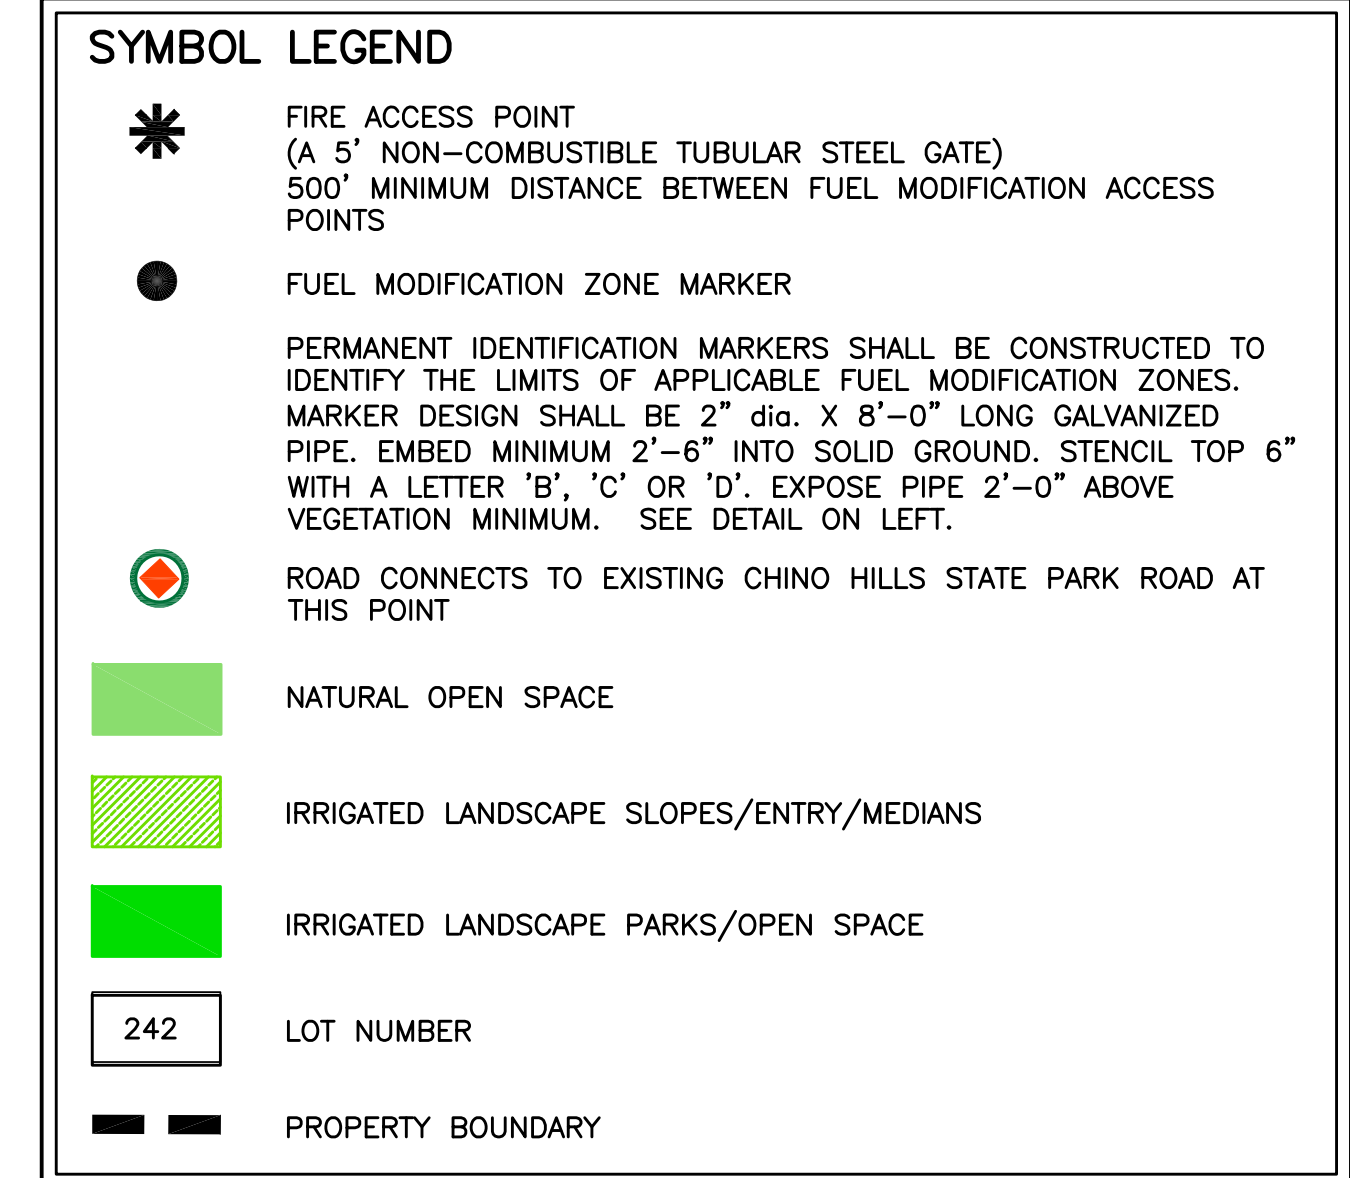 SYMBOL LEGEND
FIRE ACCESS POINT
(A 5' NON-COMBUSTIBLE TUBULAR STEEL GATE)
500' MINIMUM DISTANCE BETWEEN FUEL MODIFICATION ACCESS
POINTS
FUEL MODIFICATION ZONE MARKER
PERMANENT IDENTIFICATION MARKERS SHALL BE CONSTRUCTED TO
IDENTIFY THE LIMITS OF APPLICABLE FUEL MODIFICATION ZONES.
MARKER DESIGN SHALL BE 2" dia. X 8'-0" LONG GALVANIZED
PIPE. EMBED MINIMUM 2'-6" INTO SOLID GROUND. STENCIL TOP 6"
WITH A LETTER 'B', 'C' OR 'D'. EXPOSE PIPE 2'-0" ABOVE
VEGETATION MINIMUM. SEE DETAIL ON LEFT.
ROAD CONNECTS TO EXISTING CHINO HILLS STATE PARK ROAD AT
THIS POINT
NATURAL OPEN SPACE
IRRIGATED LANDSCAPE SLOPES/ENTRY/MEDIANS
IRRIGATED LANDSCAPE PARKS/OPEN SPACE
242 LOT NUMBER
PROPERTY BOUNDARY